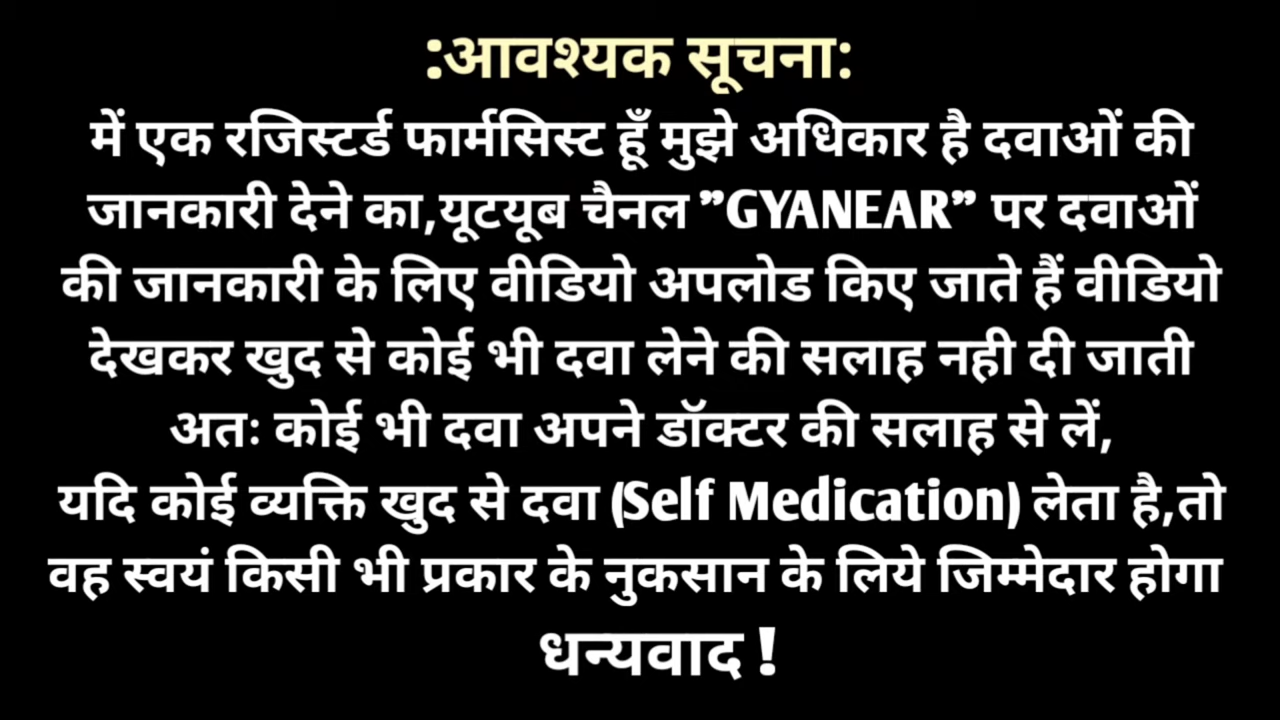 :आवश्यक सूचना:
में एक रजिस्टर्ड फार्मसिस्ट हूँ मुझे अधिकार है दवाओं की
जानकारी देने का,यूटयूब चैनल ”GYANEAR” पर दवाओं
की जानकारी के लिए वीडियो अपलोड किए जाते हैं वीडियो
देखकर खुद से कोई भी दवा लेने की सलाह नही दी जाती
अतः कोई भी दवा अपने डॉक्टर की सलाह से लें,
यदि कोई व्यक्ति खुद से दवा (Self Medication) लेता है,तो
वह स्वयं किसी भी प्रकार के नुकसान के लिये जिम्मेदार होगा
धन्यवाद !